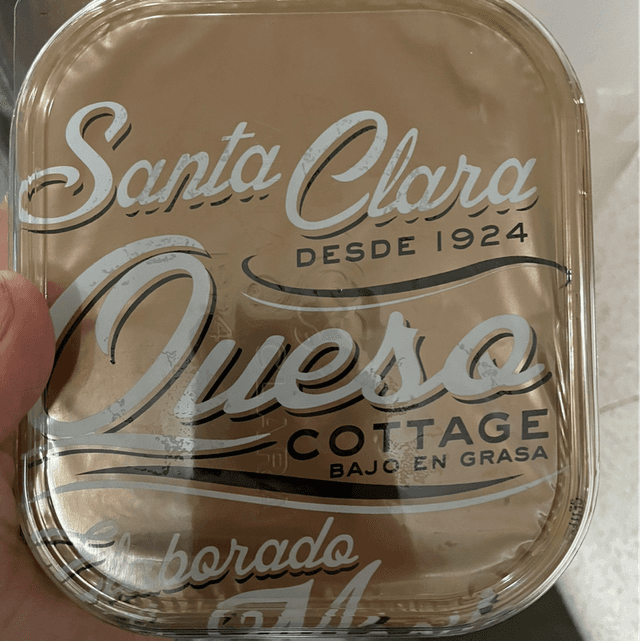 Santa Clara
DESDE 1924
Queso
COTTAGE
BAJO EN GRASA
Elaborado